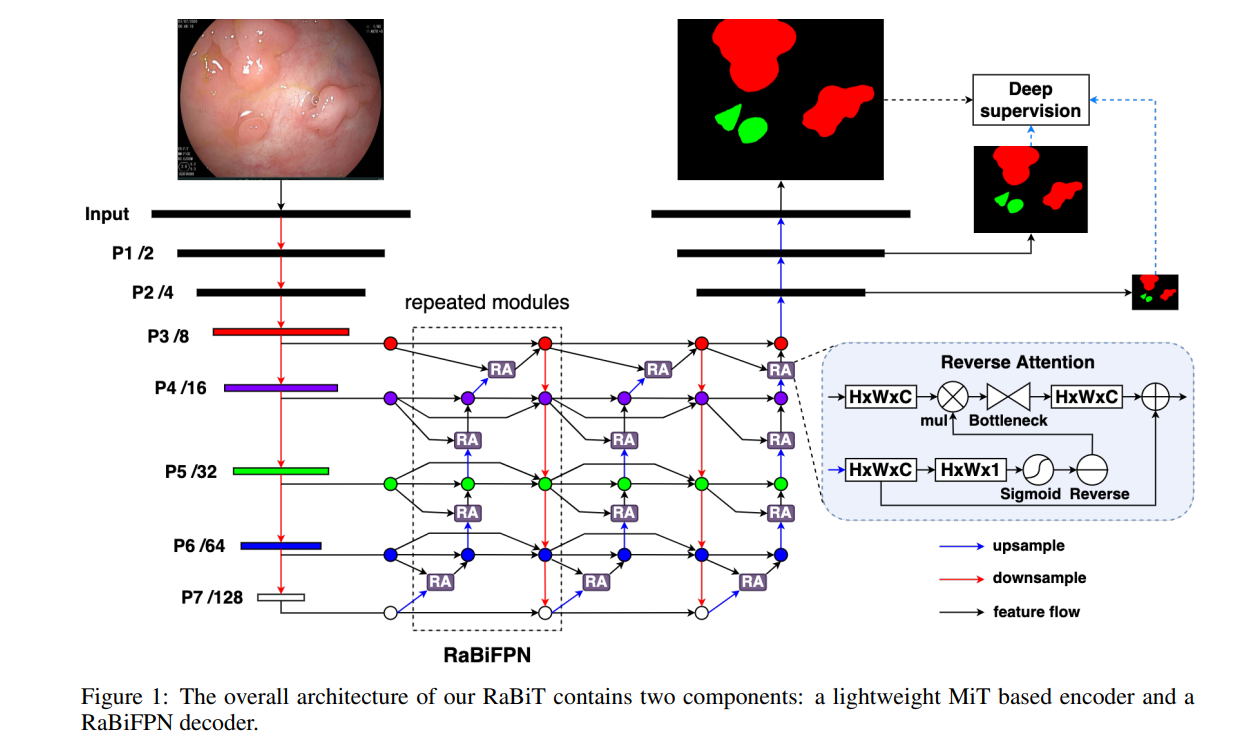 Deep
supervision
Input
P1 /2
P2 /4
repeated modules
P3 /8
RA
RA
RA
Reverse Attention
P4 /16
HxWxC
HxWxC
mul
Bottleneck
RA
RA
RA
P5 /32
HxWxC
HxWx1
Sigmoid
Reverse
RA
RA
RA
P6 /64
upsample
RA
RA
RA
downsample
P7 /128
feature flow
RaBiFPN
Figure 1: The overall architecture of our RaBiT contains two components: a lightweight MiT based encoder and a
RaBiFPN decoder.